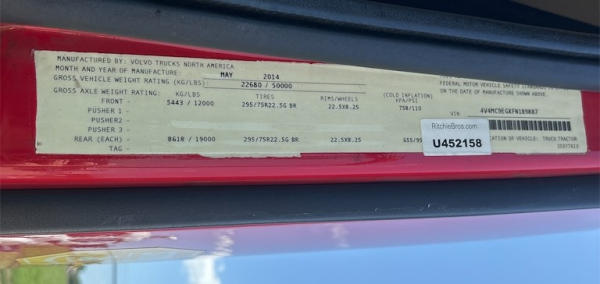 MANUFACTURED BY: VOLVO TRUCKS NORTH AMERICA
MONTH AND YEAR OF MANUFACTURE: MAY 2014
GROSS VEHICLE WEIGHT RATING (KG/LBS) 22680 / 50000
FEDERAL MOTOR VEHICLE SAFETY
ON THE DATE OF MANUFACTURE SHOWN ABOVE.
GROSS AXLE WEIGHT RATING: KG/LBS TIRES RIMS/WHEELS (COLD INFLATION) KPA/PSI
FRONT - 5443 / 12000 295/75R22.5G BR 22.5X8.25 758/110
PUSHER 1 -
VIN
PUSHER2 -
PUSHER 3 -
REAR (EACH) - 8618 / 19000 295/75R22.5G BR 22.5X8.25
TAG -
RitchieBros.com
U452158
OR VEHICLE: TRUCK-TRACTOR